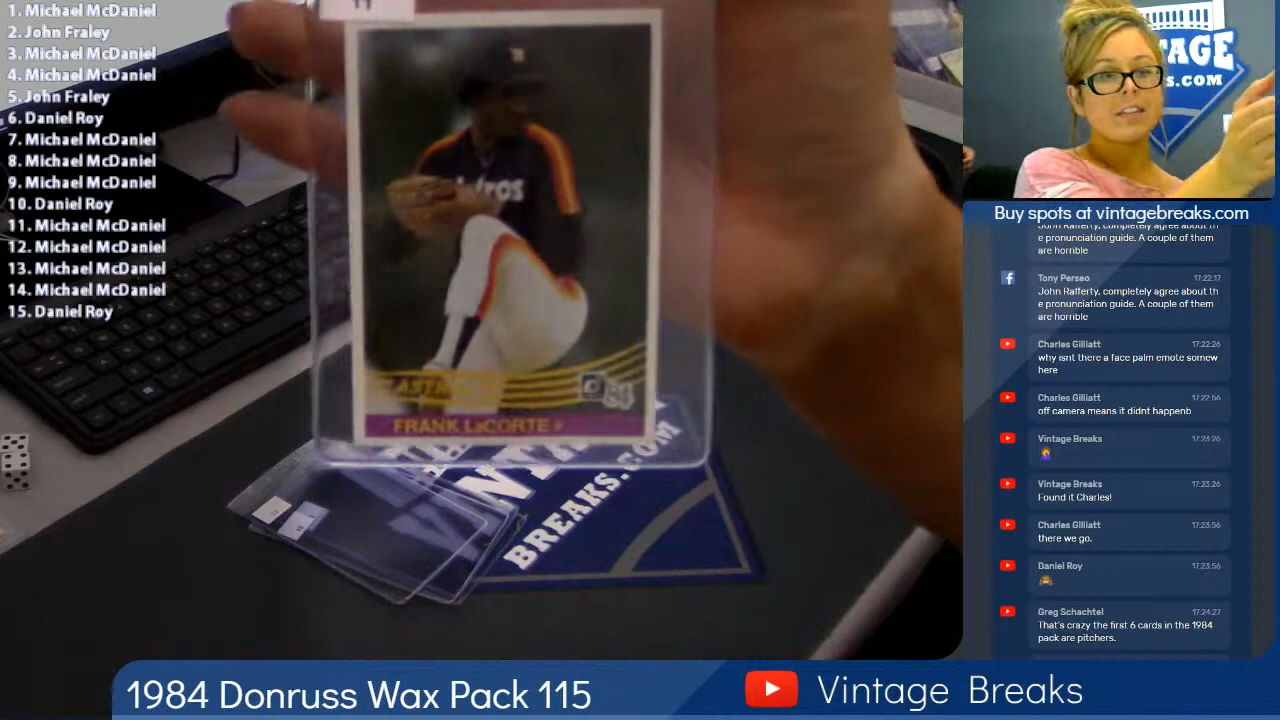 1. Michael McDaniel
2. John Fraley
3. Michael McDaniel
4. Michael McDaniel
5. John Fraley
6. Daniel Roy
7. Michael McDaniel
8. Michael McDaniel
9. Michael McDaniel
10. Daniel Roy
11. Michael McDaniel
12. Michael McDaniel
13. Michael McDaniel
14. Michael McDaniel
15. Daniel Roy
11
84
FRANK LaCORTE P
BREAKS.COM
TAGE
S.COM
Buy spots at vintagebreaks.com
John Rafferty, completely agree about th
e pronunciation guide. A couple of them
are horrible
Tony Perseo 17:22:17
John Rafferty, completely agree about th
e pronunciation guide. A couple of them
are horrible
Charles Gilliatt 17:22:26
why isnt there a face palm emote somew
here
Charles Gilliatt 17:22:56
off camera means it didnt happenb
Vintage Breaks 17:23:26
Vintage Breaks 17:23:26
Found it Charles!
Charles Gilliatt 17:23:56
there we go.
Daniel Roy 17:23:56
Greg Schachtel 17:24:27
That's crazy the first 6 cards in the 1984
pack are pitchers.
1984 Donruss Wax Pack 115
Vintage Breaks